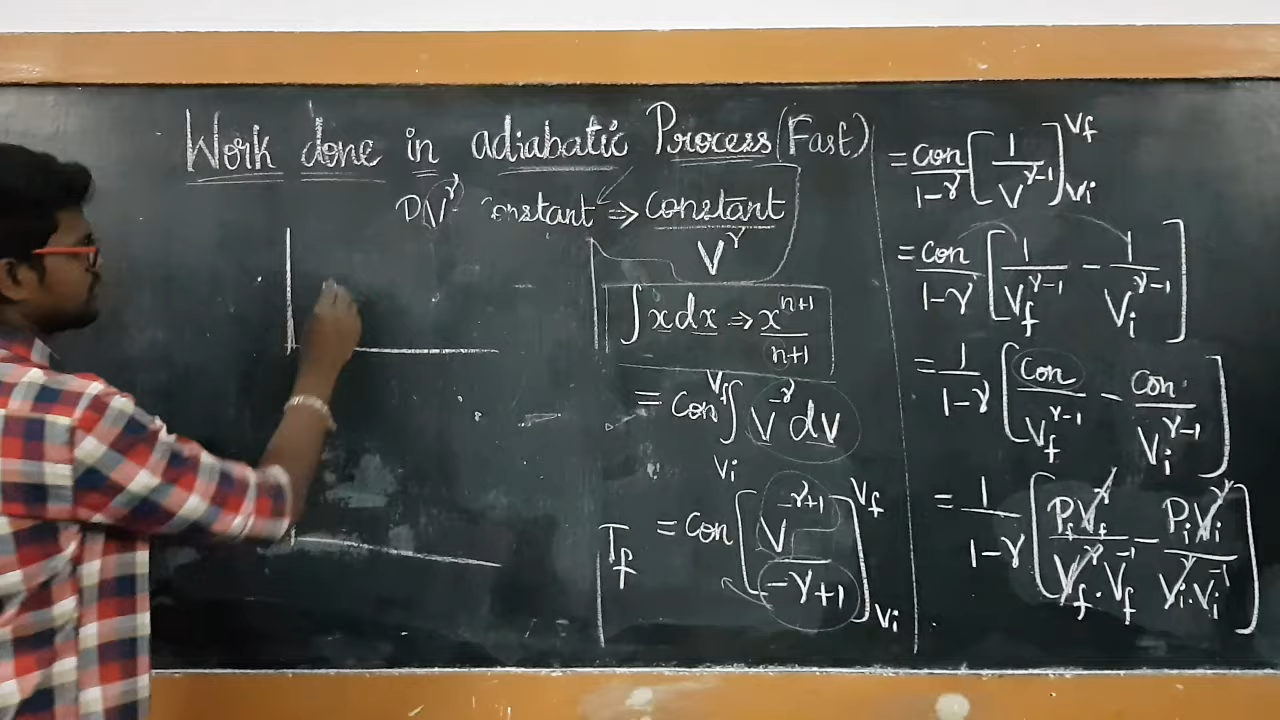 Work done in adiabatic Process (Fast)
PV^γ = constant ⇒ constant / V^γ
∫ x dx ⇒ x^(n+1) / n+1
= Con ∫_Vi^Vf V^-γ dv
T_f = con [ V^(-γ+1) / -γ+1 ]_Vi^Vf
= con / 1-γ [ 1 / V^(γ-1) ]_Vi^Vf
= con / 1-γ [ 1 / V_f^(γ-1) - 1 / V_i^(γ-1) ]
= 1 / 1-γ [ con / V_f^(γ-1) - con / V_i^(γ-1) ]
= 1 / 1-γ [ P_f V_f^γ / V_f^γ . V_f^-1 - P_i V_i^γ / V_i^γ . V_i^-1 ]